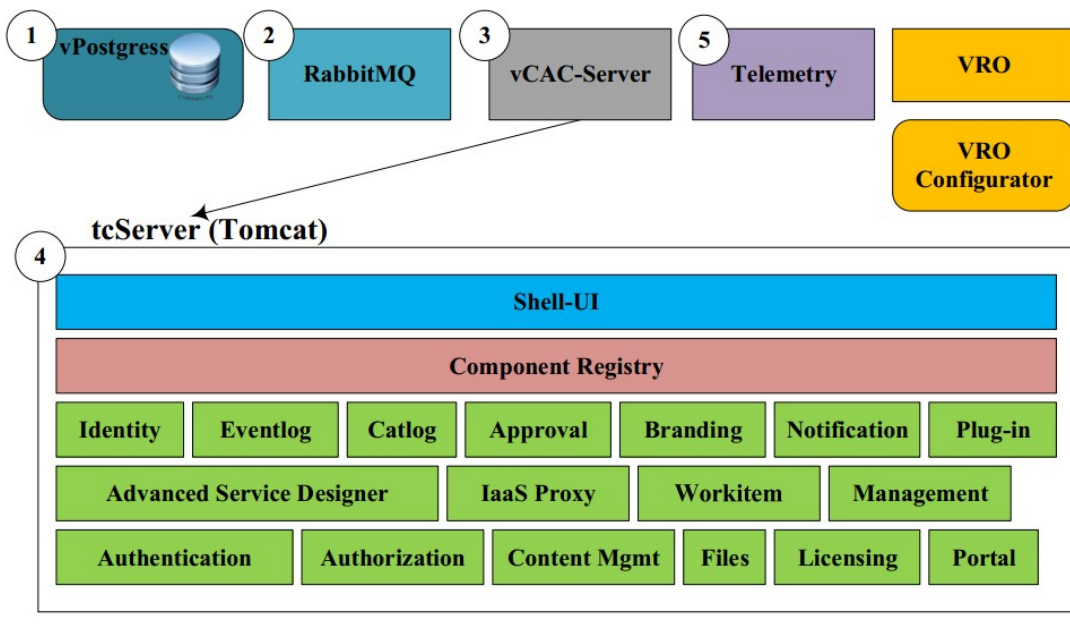 1
vPostgress
2
RabbitMQ
3
vCAC-Server
5
Telemetry
VRO
VRO
Configurator
tcServer (Tomcat)
4
Shell-UI
Component Registry
Identity
Eventlog
Catlog
Approval
Branding
Notification
Plug-in
Advanced Service Designer
IaaS Proxy
Workitem
Management
Authentication
Authorization
Content Mgmt
Files
Licensing
Portal